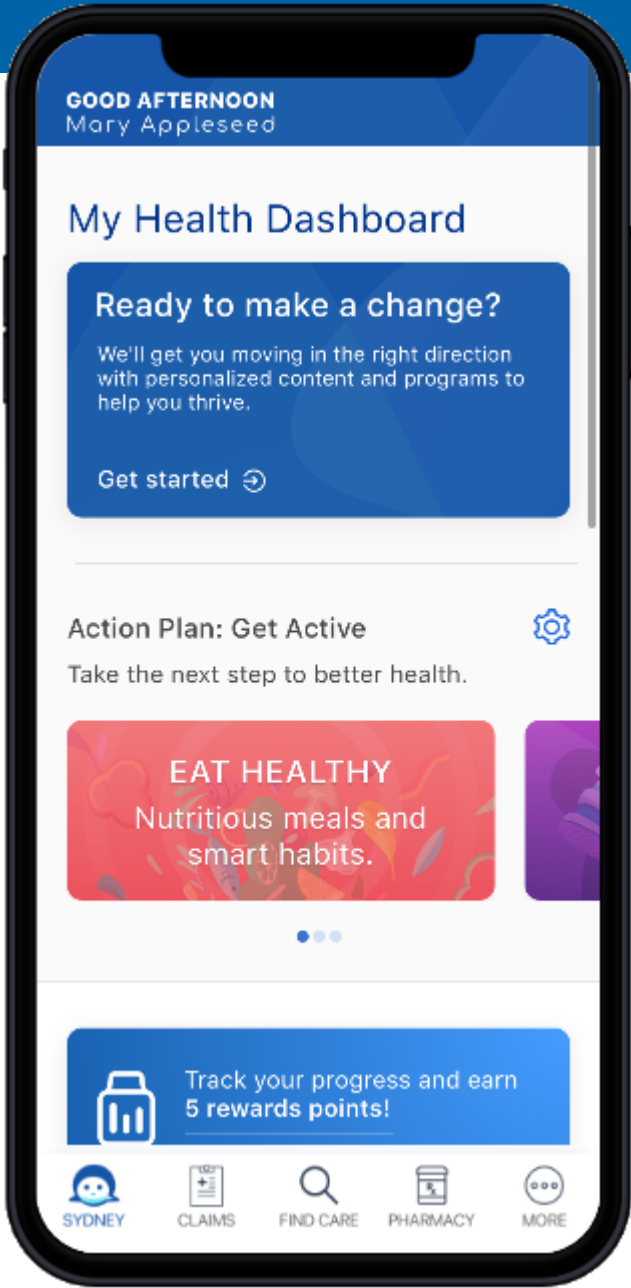 GOOD AFTERNOON
Mary Appleseed
My Health Dashboard
Ready to make a change?
We'll get you moving in the right direction
with personalized content and programs to
help you thrive.
Get started
Action Plan: Get Active
Take the next step to better health.
EAT HEALTHY
Nutritious meals and
smart habits.
Track your progress and earn
5 rewards points!
SYDNEY
CLAIMS
FIND CARE
PHARMACY
MORE